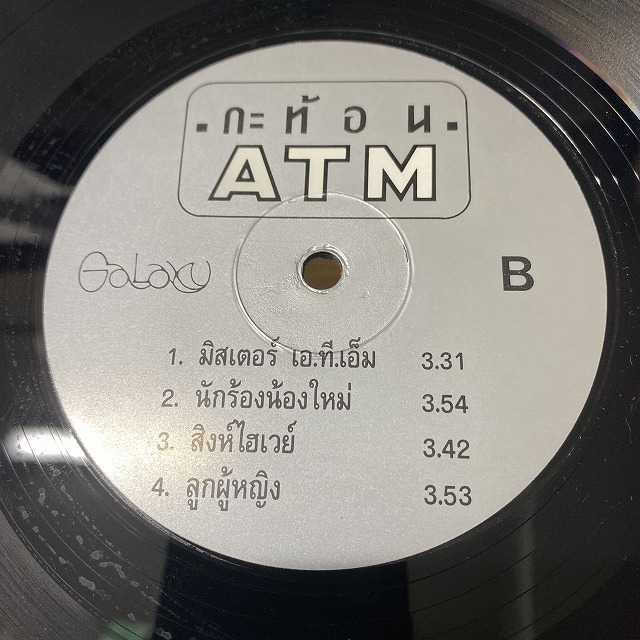 ▪กะท้อน▪
ATM
Galaxy
B
1. มิสเตอร์ เอ.ที.เอ็ม 3.31
2. นักร้องน้องใหม่ 3.54
3. สิงห์ไฮเวย์ 3.42
4. ลูกผู้หญิง 3.53